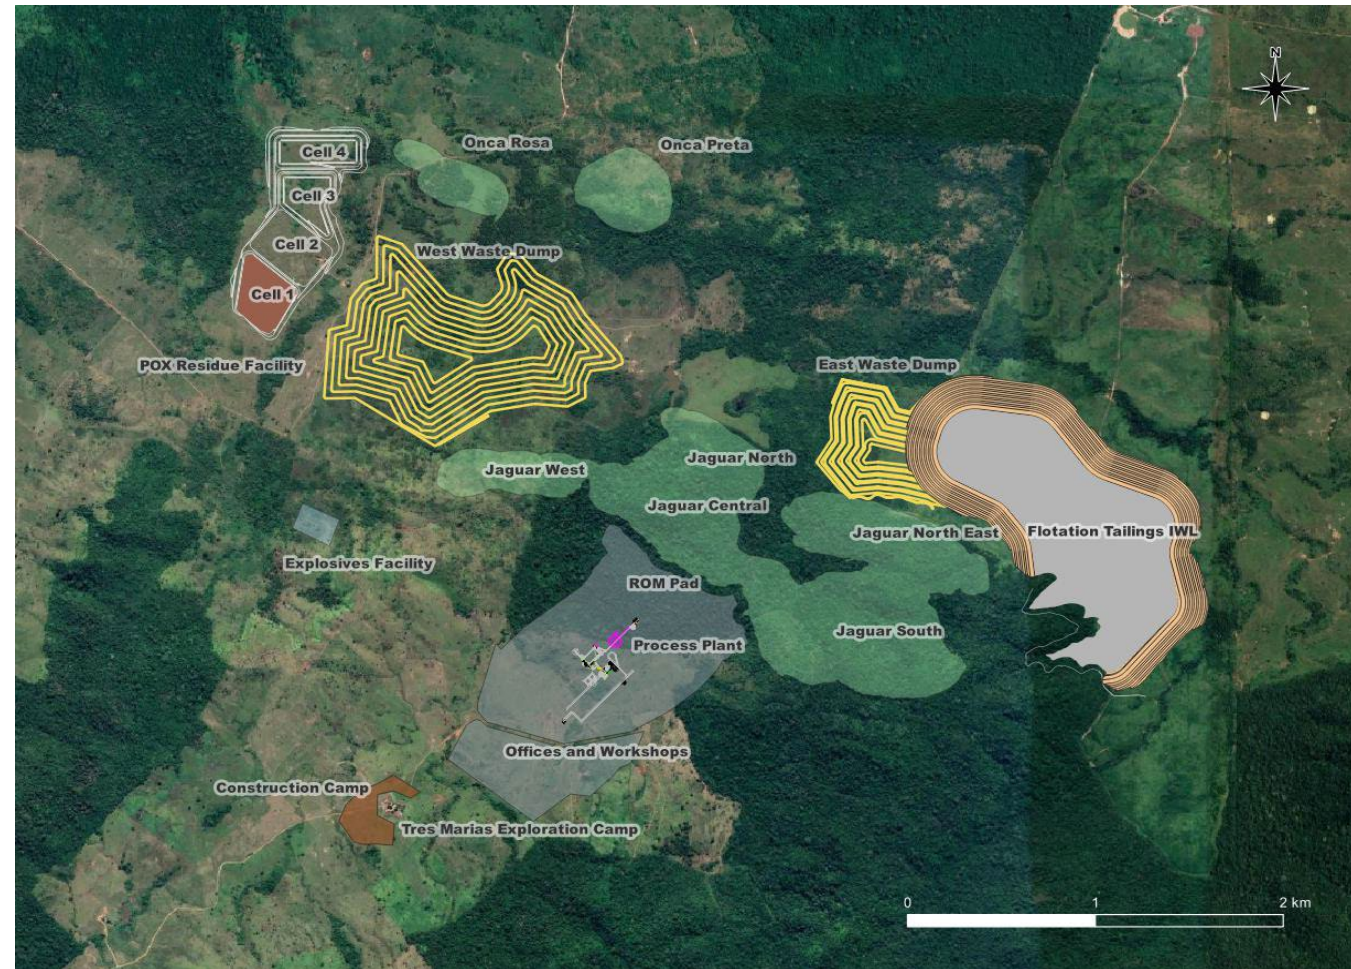 N
Onca Rosa
Onca Preta
Cell 4
Cell 3
Cell 2
West Waste Dump
Cell 1
POX Residue Facility
East Waste Dump
Jaguar North
Jaguar West
Jaguar Central
Jaguar North East
Flotation Tailings IWL
Explosives Facility
ROM Pad
Jaguar South
Process Plant
Offices and Workshops
Construction Camp
Tres Marias Exploration Camp
0 1 2 km